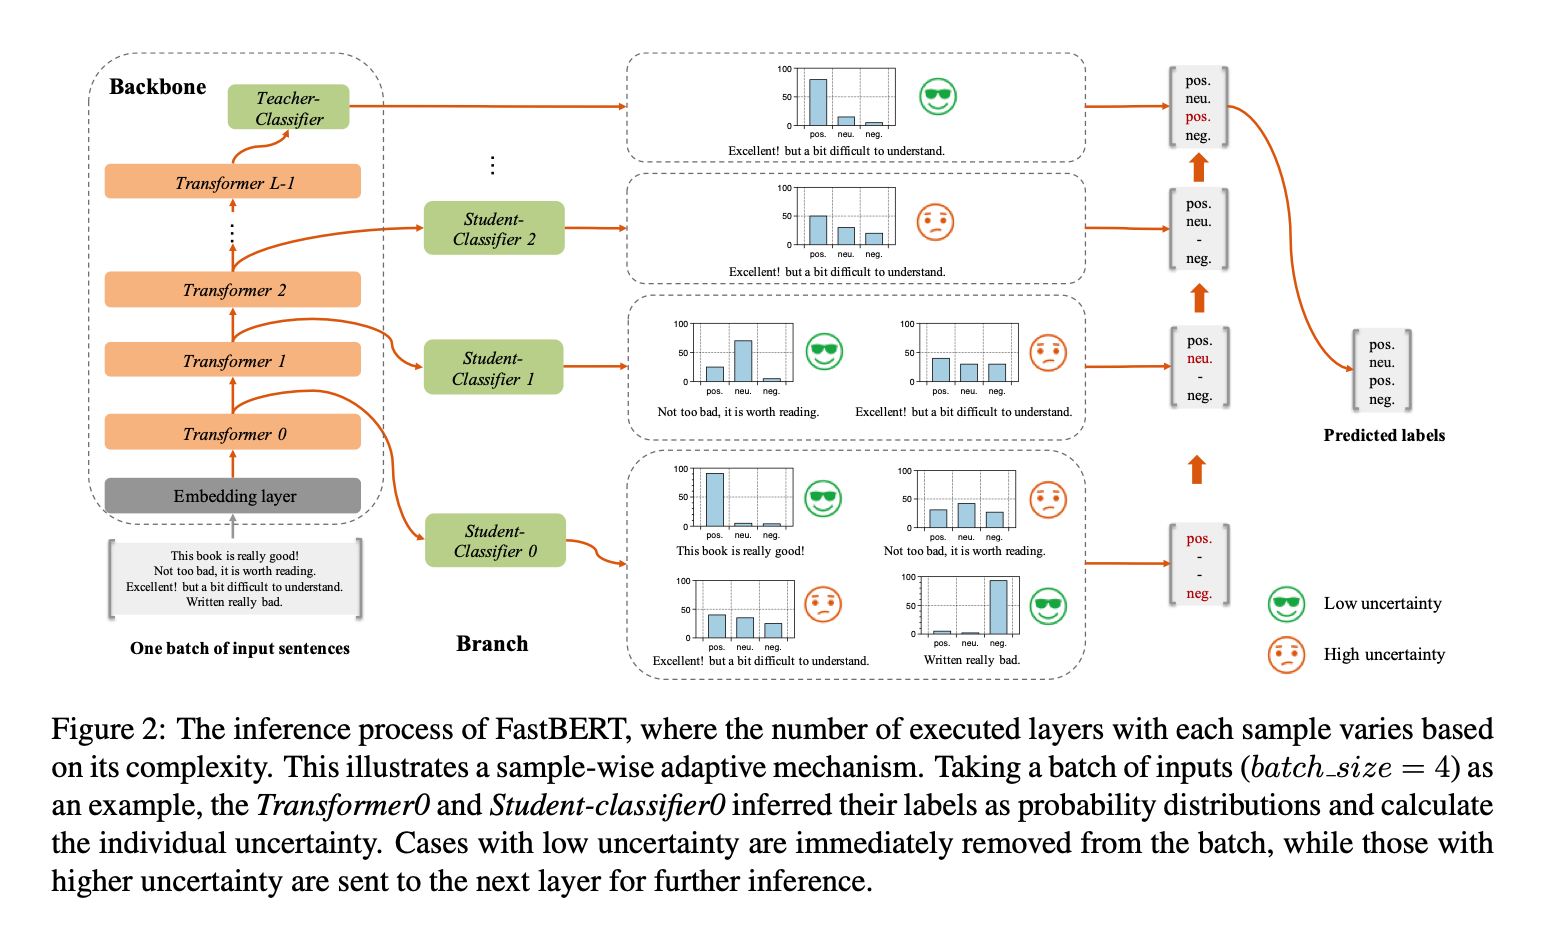 Backbone
Teacher-
Classifier
Transformer L-1
⋮
Transformer 2
Transformer 1
Transformer 0
Embedding layer
This book is really good!
Not too bad, it is worth reading.
Excellent! but a bit difficult to understand.
Written really bad.
One batch of input sentences
⋮
Student-
Classifier 2
Student-
Classifier 1
Student-
Classifier 0
Branch
100
50
0
pos. neu. neg.
Excellent! but a bit difficult to understand.
100
50
0
pos. neu. neg.
Excellent! but a bit difficult to understand.
100
50
0
pos. neu. neg.
Not too bad, it is worth reading.
100
50
0
pos. neu. neg.
Excellent! but a bit difficult to understand.
100
50
0
pos. neu. neg.
This book is really good!
100
50
0
pos. neu. neg.
Not too bad, it is worth reading.
100
50
0
pos. neu. neg.
Excellent! but a bit difficult to understand.
100
50
0
pos. neu. neg.
Written really bad.
pos.
neu.
pos.
neg.
pos.
neu.
-
neg.
pos.
neu.
-
neg.
pos.
-
-
neg.
pos.
neu.
pos.
neg.
Predicted labels
Low uncertainty
High uncertainty
Figure 2: The inference process of FastBERT, where the number of executed layers with each sample varies based
on its complexity. This illustrates a sample-wise adaptive mechanism. Taking a batch of inputs (batch_size = 4) as
an example, the Transformer0 and Student-classifier0 inferred their labels as probability distributions and calculate
the individual uncertainty. Cases with low uncertainty are immediately removed from the batch, while those with
higher uncertainty are sent to the next layer for further inference.